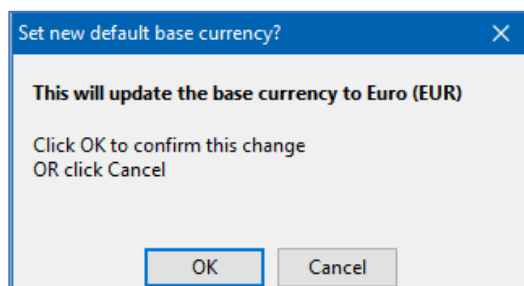 Set new default base currency?
This will update the base currency to Euro (EUR)
Click OK to confirm this change
OR click Cancel
OK
Cancel